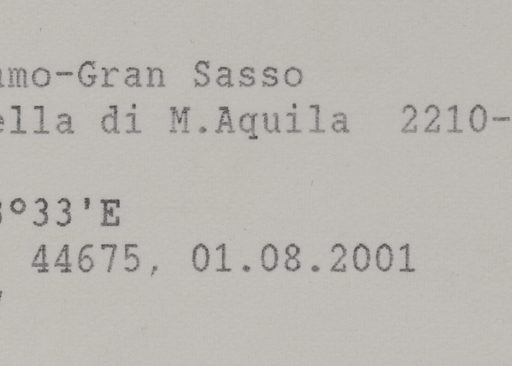 mo-Gran Sasso
ella di M.Aquila 2210-
°33'E
44675, 01.08.2001